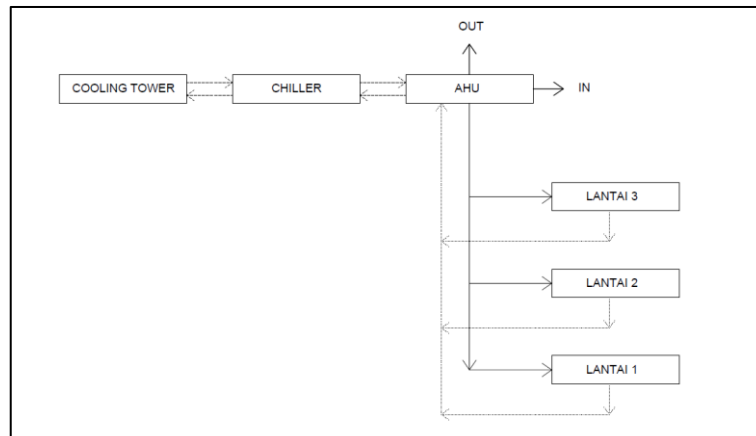 OUT
COOLING TOWER
CHILLER
AHU
IN
LANTAI 3
LANTAI 2
LANTAI 1